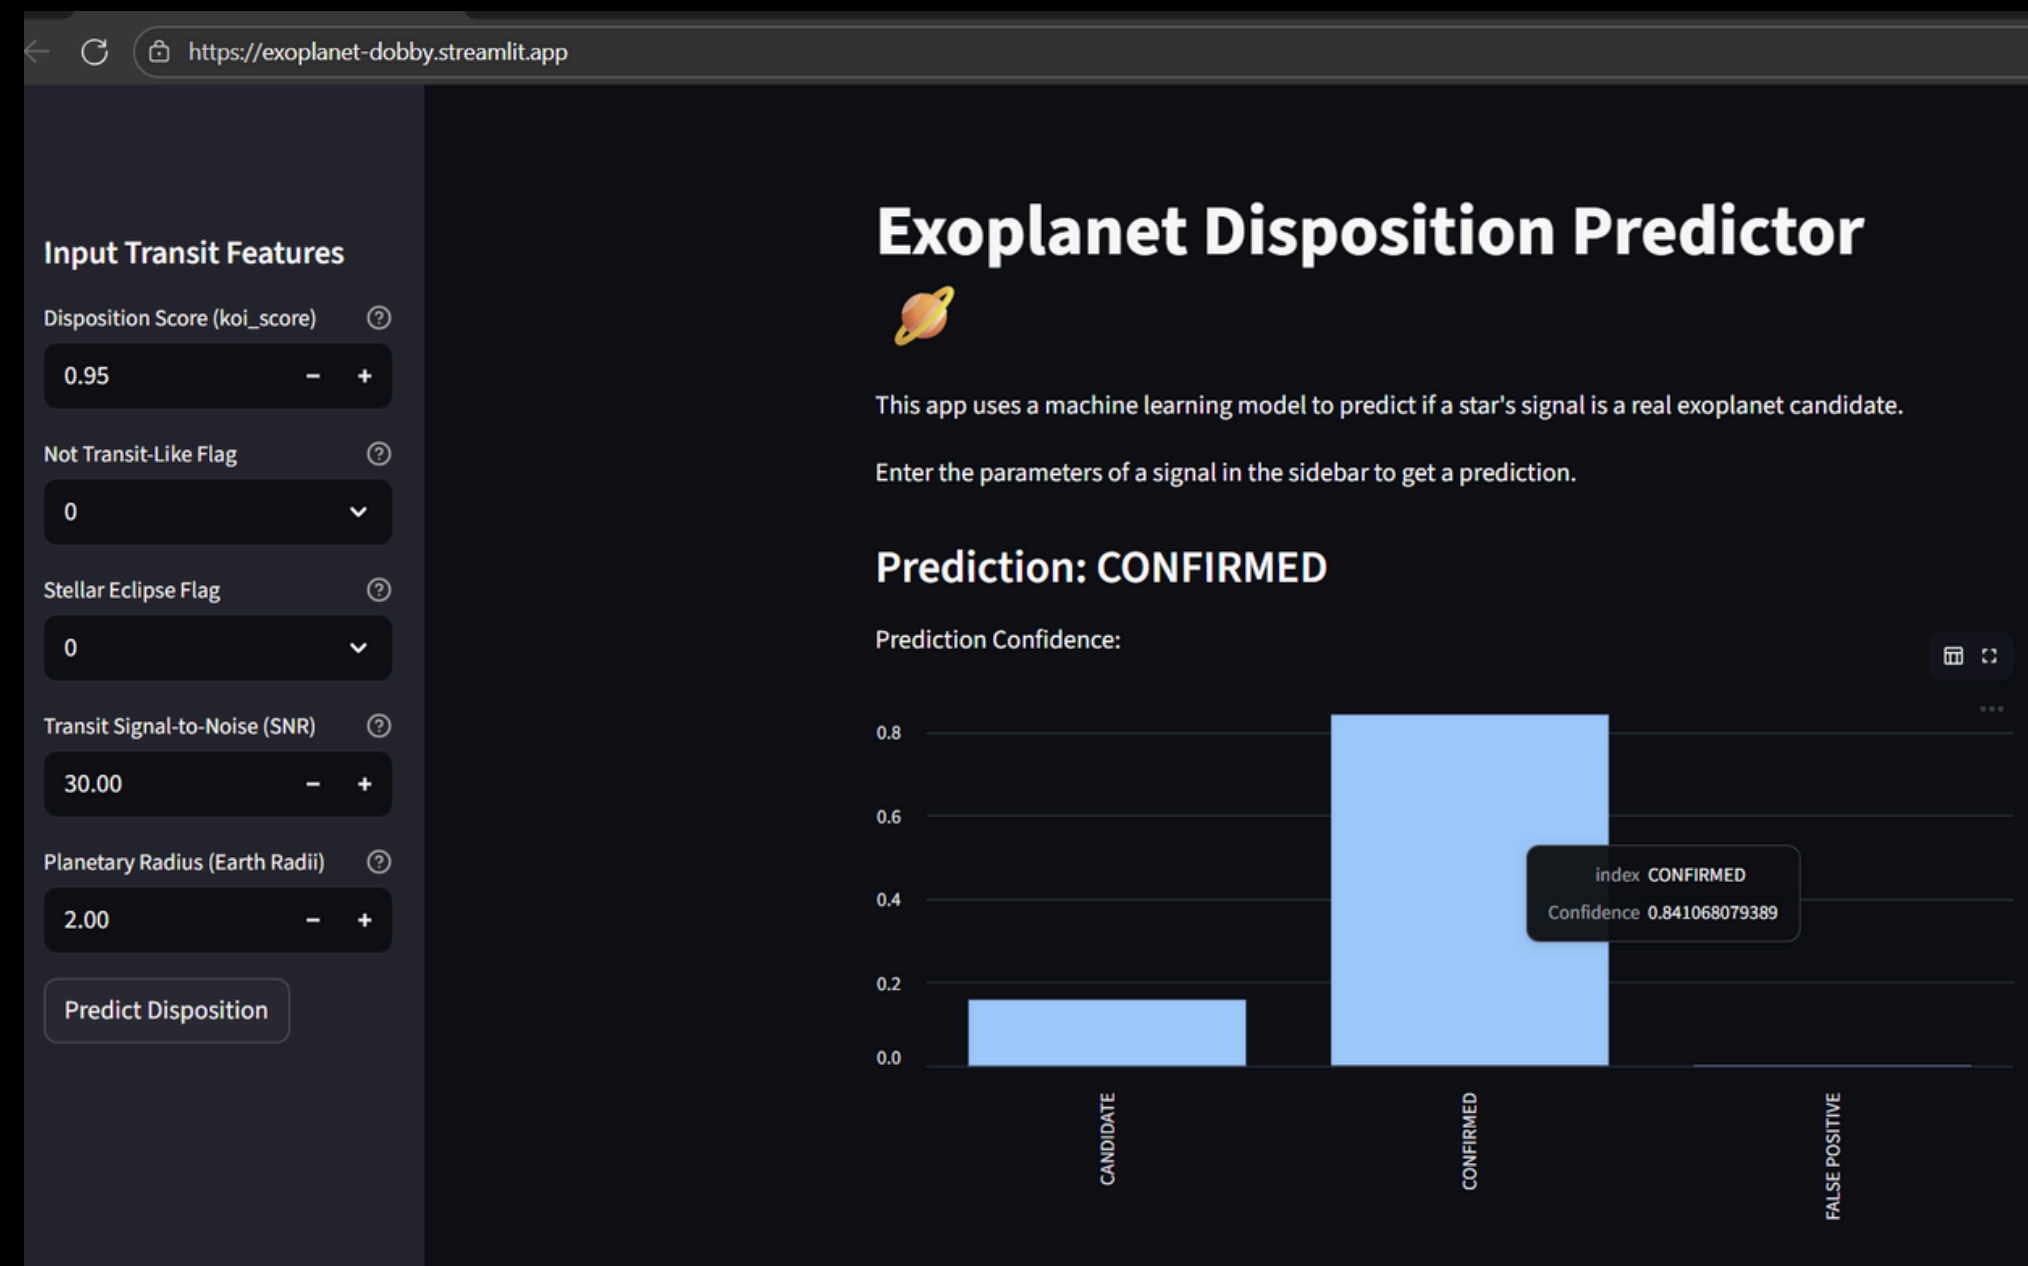 https://exoplanet-dobby.streamlit.app
Input Transit Features
Disposition Score (koi_score)
0.95
Not Transit-Like Flag
0
Stellar Eclipse Flag
0
Transit Signal-to-Noise (SNR)
30.00
Planetary Radius (Earth Radii)
2.00
Predict Disposition
Exoplanet Disposition Predictor
This app uses a machine learning model to predict if a star's signal is a real exoplanet candidate.
Enter the parameters of a signal in the sidebar to get a prediction.
Prediction: CONFIRMED
Prediction Confidence:
0.8
0.6
0.4
0.2
0.0
index CONFIRMED
Confidence 0.841068079389
CANDIDATE
CONFIRMED
FALSE POSITIVE